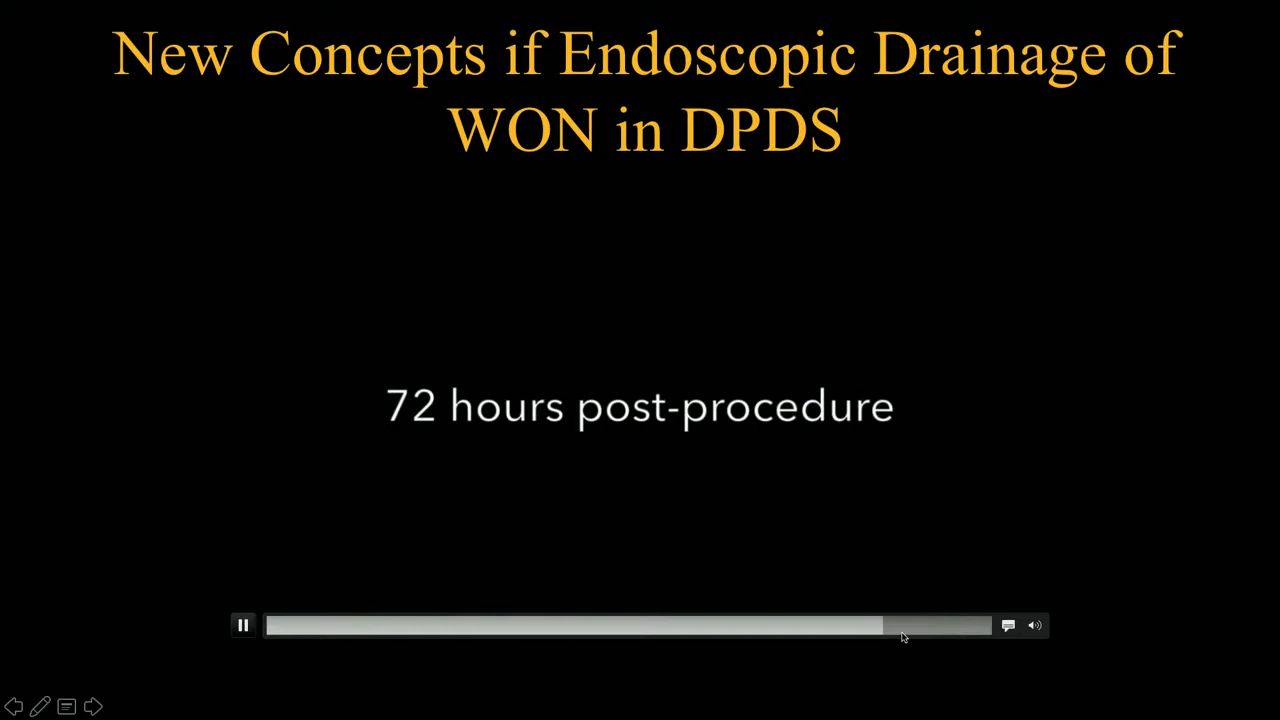 New Concepts if Endoscopic Drainage of
WON in DPDS
72 hours post-procedure